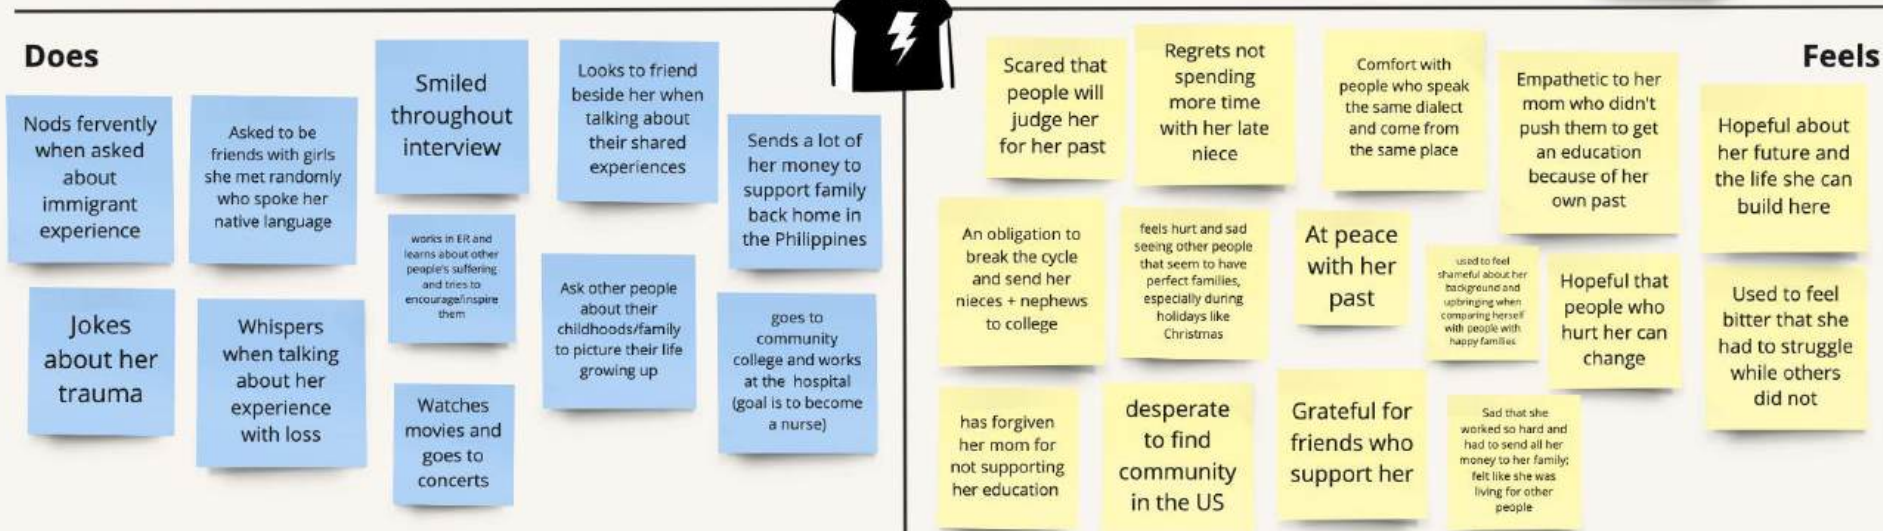 Does
Nods fervently
when asked
about
immigrant
experience
Asked to be
friends with girls
she met randomly
who spoke her
native language
Smiled
throughout
interview
Looks to friend
beside her when
talking about
their shared
experiences
Sends a lot of
her money to
support family
back home in
the Philippines
works in ER and
learns about other
people's suffering
and tries to
encourage/inspire
them
Jokes
about her
trauma
Whispers
when talking
about her
experience
with loss
Watches
movies and
goes to
concerts
Ask other people
about their
childhoods/family
to picture their life
growing up
goes to
community
college and works
at the hospital
(goal is to become
a nurse)
Feels
Scared that
people will
judge her
for her past
Regrets not
spending
more time
with her late
niece
Comfort with
people who speak
the same dialect
and come from
the same place
Empathetic to her
mom who didn't
push them to get
an education
because of her
own past
Hopeful about
her future and
the life she can
build here
An obligation to
break the cycle
and send her
nieces + nephews
to college
feels hurt and sad
seeing other people
that seem to have
perfect families,
especially during
holidays like
Christmas
At peace
with her
past
used to feel
shameful about her
background and
upbringing when
comparing herself
with people with
happy families
Hopeful that
people who
hurt her can
change
Used to feel
bitter that she
had to struggle
while others
did not
has forgiven
her mom for
not supporting
her education
desperate
to find
community
in the US
Grateful for
friends who
support her
Sad that she
worked so hard and
had to send all her
money to her family;
felt like she was
living for other
people